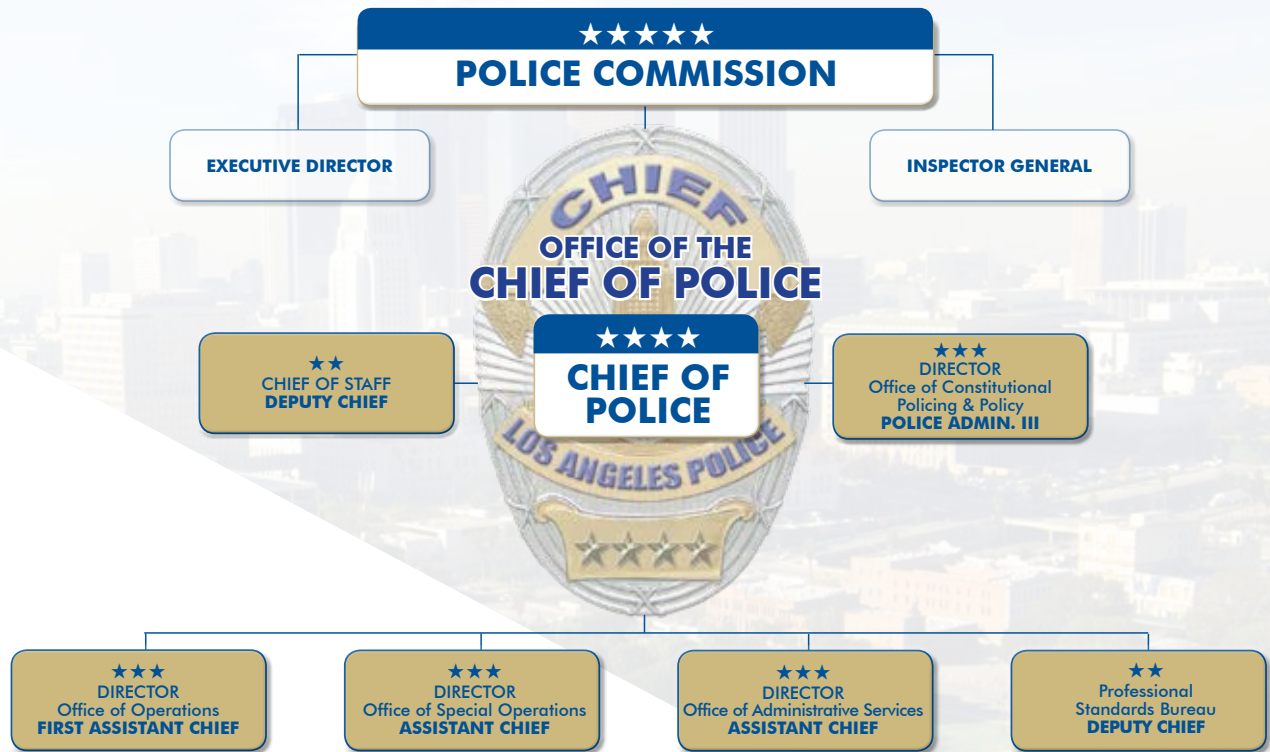 POLICE COMMISSION
EXECUTIVE DIRECTOR
INSPECTOR GENERAL
CHIEF
OFFICE OF THE
CHIEF OF POLICE
CHIEF OF
POLICE
CHIEF OF STAFF
DEPUTY CHIEF
DIRECTOR
Office of Constitutional
Policing & Policy
POLICE ADMIN. III
LOS ANGELES POLICE
DIRECTOR
Office of Operations
FIRST ASSISTANT CHIEF
DIRECTOR
Office of Special Operations
ASSISTANT CHIEF
DIRECTOR
Office of Administrative Services
ASSISTANT CHIEF
Professional
Standards Bureau
DEPUTY CHIEF